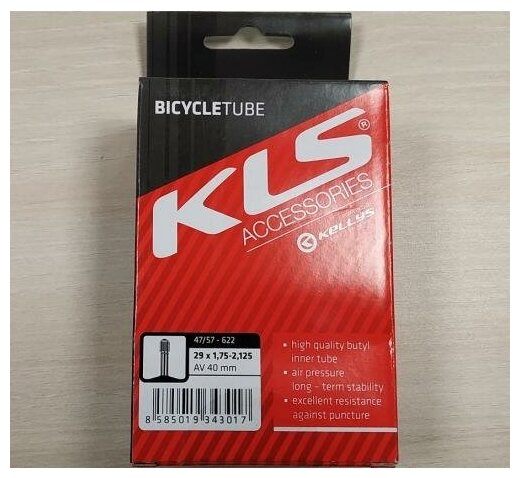 BICYCLETUBE
KLS®
ACCESSORIES
KELLYS
47/57 - 622
29 x 1,75-2,125
AV 40 mm
8 585019 343017
▪ high quality butyl
inner tube
▪ air pressure
long - term stability
▪ excellent resistance
against puncture